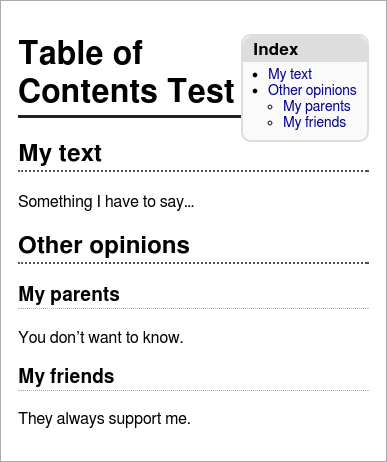 Table of
Contents Test
Index
My text
Other opinions
My parents
My friends
My text
Something I have to say...
Other opinions
My parents
You don’t want to know.
My friends
They always support me.